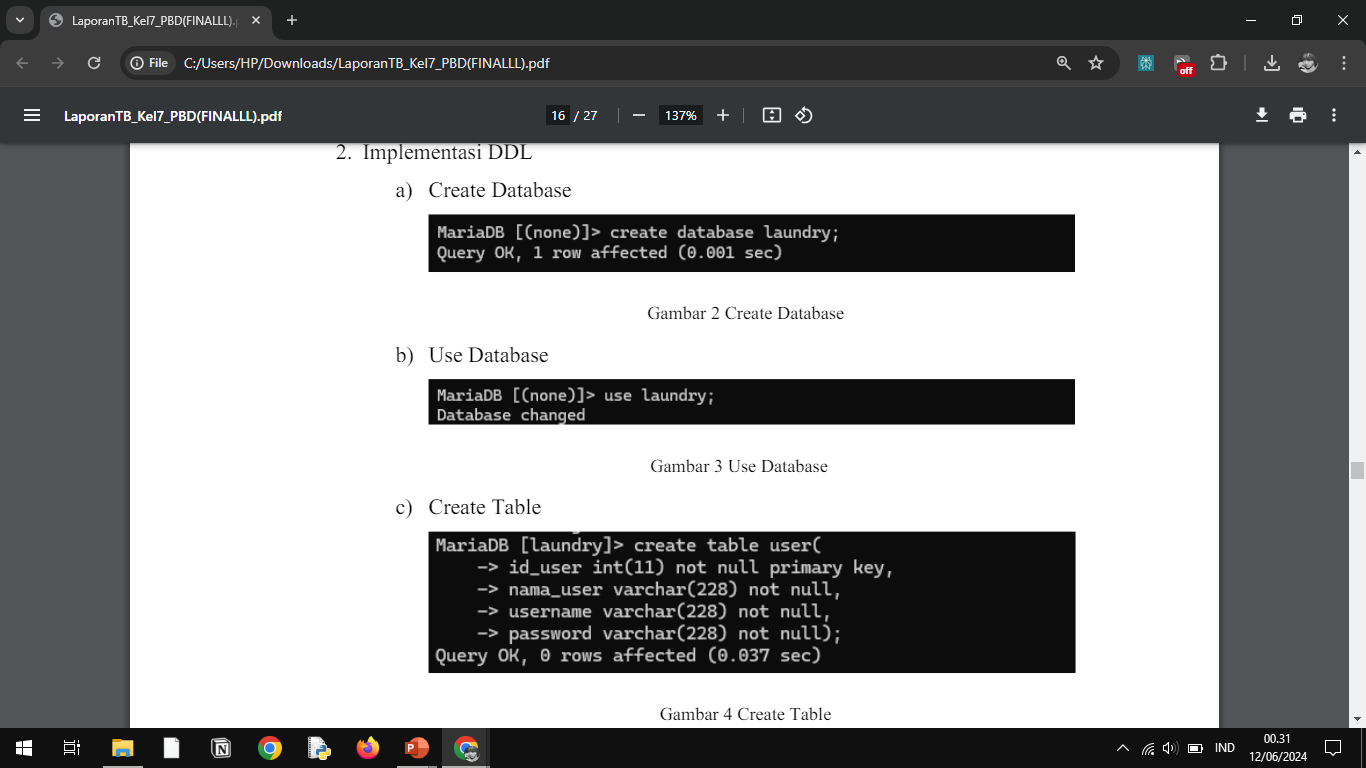 LaporanTB_Kel7_PBD(FINALLL).
File C:/Users/HP/Downloads/LaporanTB_Kel7_PBD(FINALLL).pdf
off
LaporanTB_Kel7_PBD(FINALLL).pdf
16 / 27
137%
2. Implementasi DDL
a) Create Database
MariaDB [(none)]> create database laundry;
Query OK, 1 row affected (0.001 sec)
Gambar 2 Create Database
b) Use Database
MariaDB [(none)]> use laundry;
Database changed
Gambar 3 Use Database
c) Create Table
MariaDB [laundry]> create table user(
-> id_user int(11) not null primary key,
-> nama_user varchar(228) not null,
-> username varchar(228) not null,
-> password varchar(228) not null);
Query OK, 0 rows affected (0.037 sec)
Gambar 4 Create Table
IND
00.31
12/06/2024